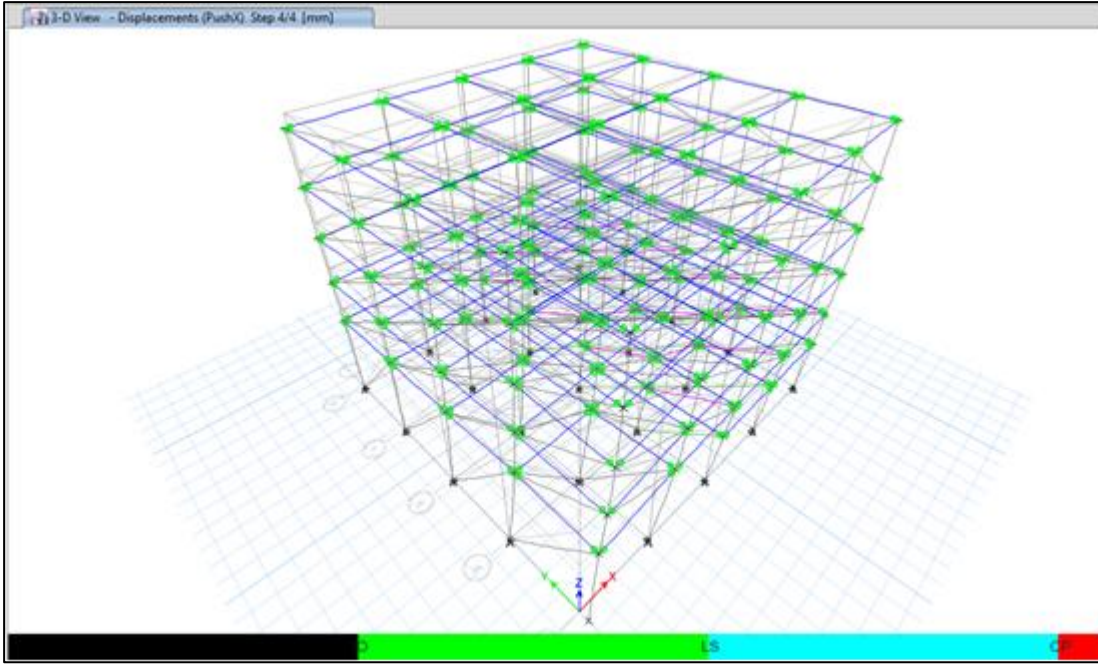 3-D View - Displacements (PushX) Step 4/4 [mm]
Y
Z
X
LS
CP